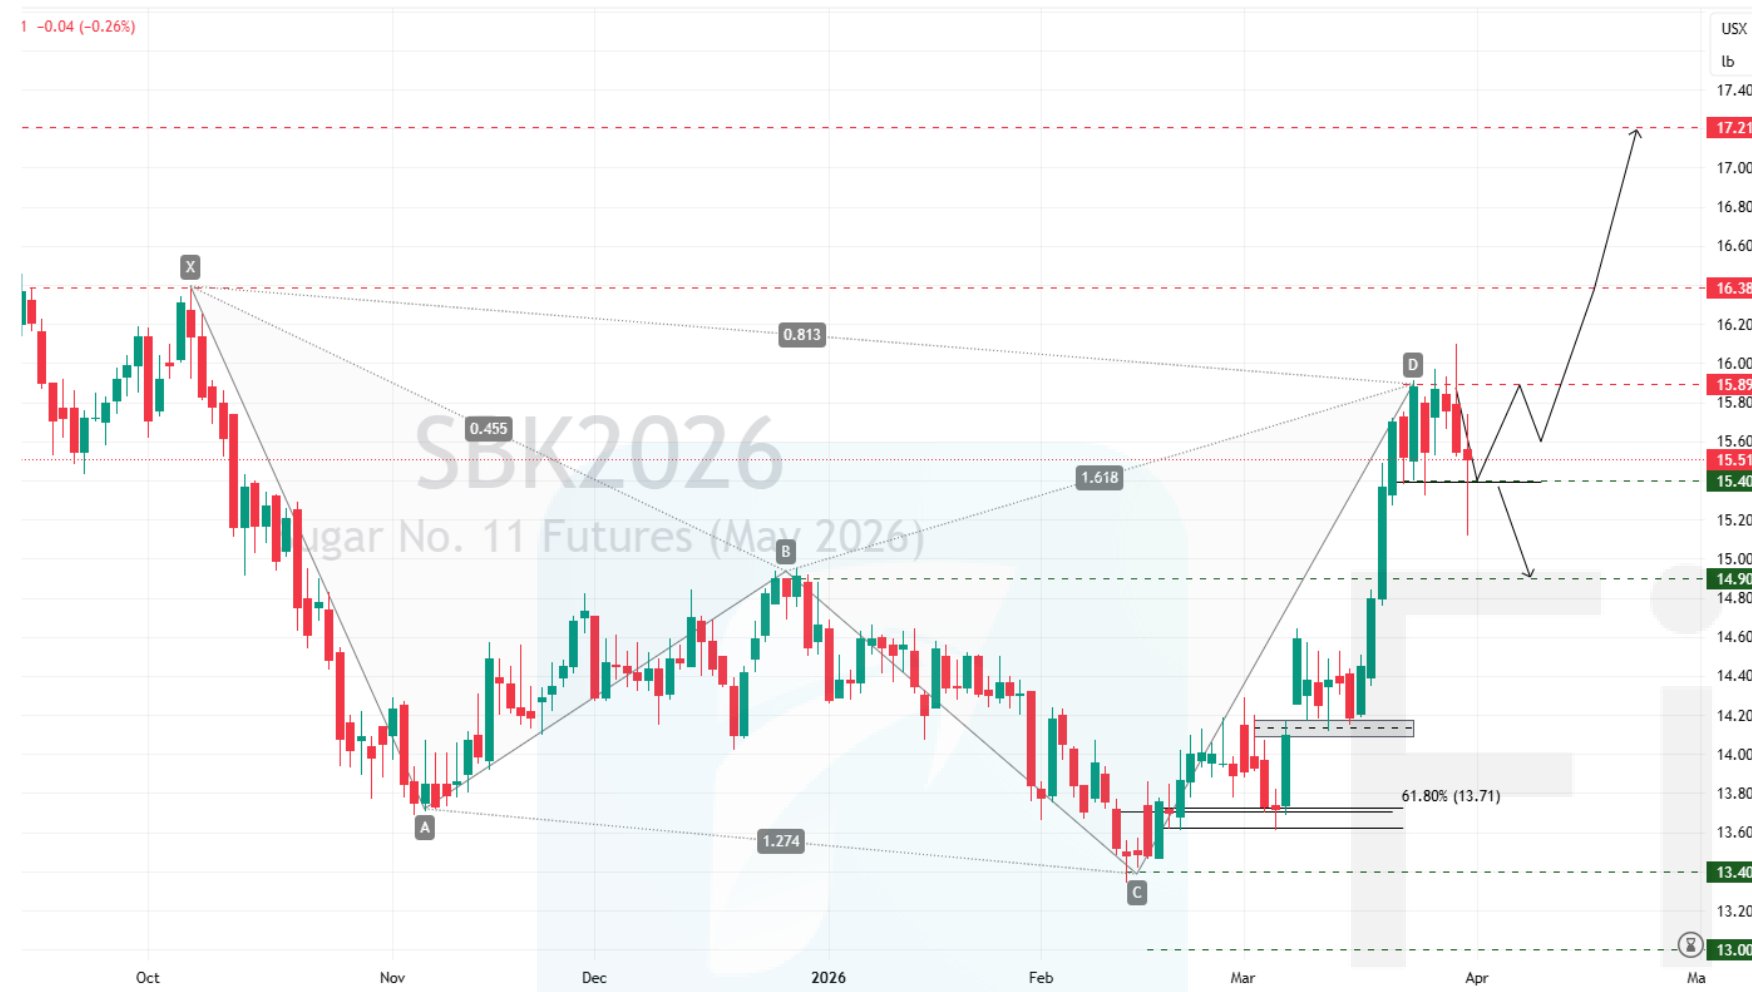 1 −0.04 (−0.26%)
USX
lb
17.40
17.21
17.00
16.80
16.60
16.38
16.20
16.00
15.89
15.80
15.60
15.51
15.40
15.20
15.00
14.90
14.80
14.60
14.40
14.20
14.00
13.80
13.60
13.40
13.20
13.00
X
0.813
D
0.455
SBK2026
1.618
ugar No. 11 Futures (May 2026)
B
61.80% (13.71)
A
1.274
C
Fi
Oct
Nov
Dec
2026
Feb
Mar
Apr
Ma